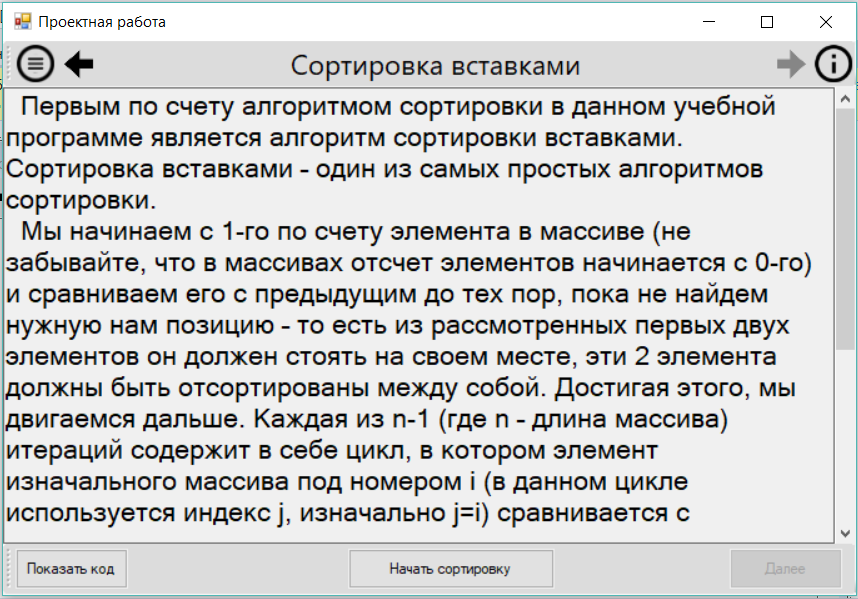 Проектная работа
Сортировка вставками
Первым по счету алгоритмом сортировки в данном учебной
программе является алгоритм сортировки вставками.
Сортировка вставками - один из самых простых алгоритмов
сортировки.
Мы начинаем с 1-го по счету элемента в массиве (не
забывайте, что в массивах отсчет элементов начинается с 0-го)
и сравниваем его с предыдущим до тех пор, пока не найдем
нужную нам позицию - то есть из рассмотренных первых двух
элементов он должен стоять на своем месте, эти 2 элемента
должны быть отсортированы между собой. Достигая этого, мы
двигаемся дальше. Каждая из n-1 (где n - длина массива)
итераций содержит в себе цикл, в котором элемент
изначального массива под номером i (в данном цикле
используется индекс j, изначально j=i) сравнивается с
Показать код
Начать сортировку
Далее